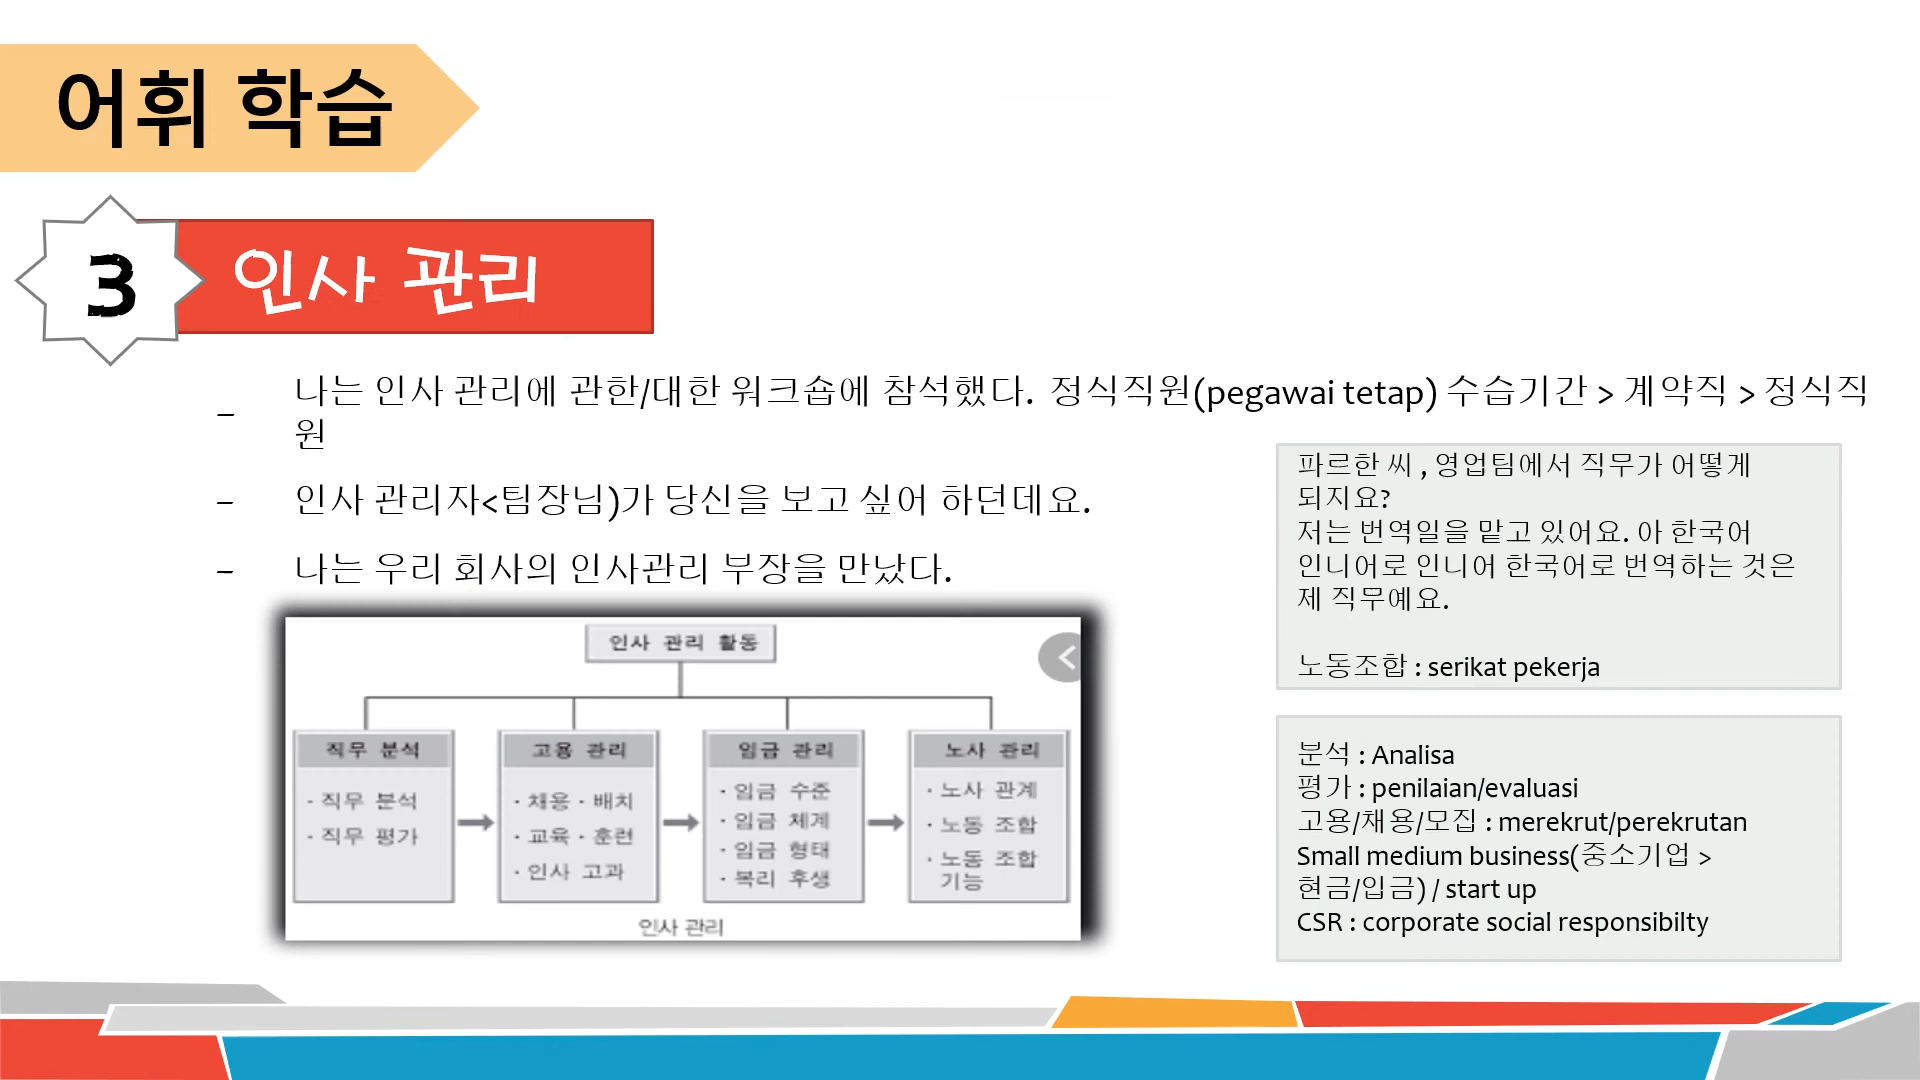 어휘 학습
3
인사 관리
– 나는 인사 관리에 관한/대한 워크숍에 참석했다. 정식직원(pegawai tetap) 수습기간 > 계약직 > 정식직
원
– 인사 관리자<팀장님)가 당신을 보고 싶어 하던데요.
– 나는 우리 회사의 인사관리 부장을 만났다.
인사 관리 활동
직무 분석
· 직무 분석
· 직무 평가
고용 관리
· 채용 · 배치
· 교육 · 훈련
· 인사 고과
임금 관리
· 임금 수준
· 임금 체계
· 임금 형태
· 복리 후생
노사 관리
· 노사 관계
· 노동 조합
· 노동 조합
기능
인사 관리
파르한 씨 , 영업팀에서 직무가 어떻게
되지요?
저는 번역일을 맡고 있어요. 아 한국어
인니어로 인니어 한국어로 번역하는 것은
제 직무예요.
노동조합 : serikat pekerja
분석 : Analisa
평가 : penilaian/evaluasi
고용/채용/모집 : merekrut/perekrutan
Small medium business(중소기업 >
현금/입금) / start up
CSR : corporate social responsibilty